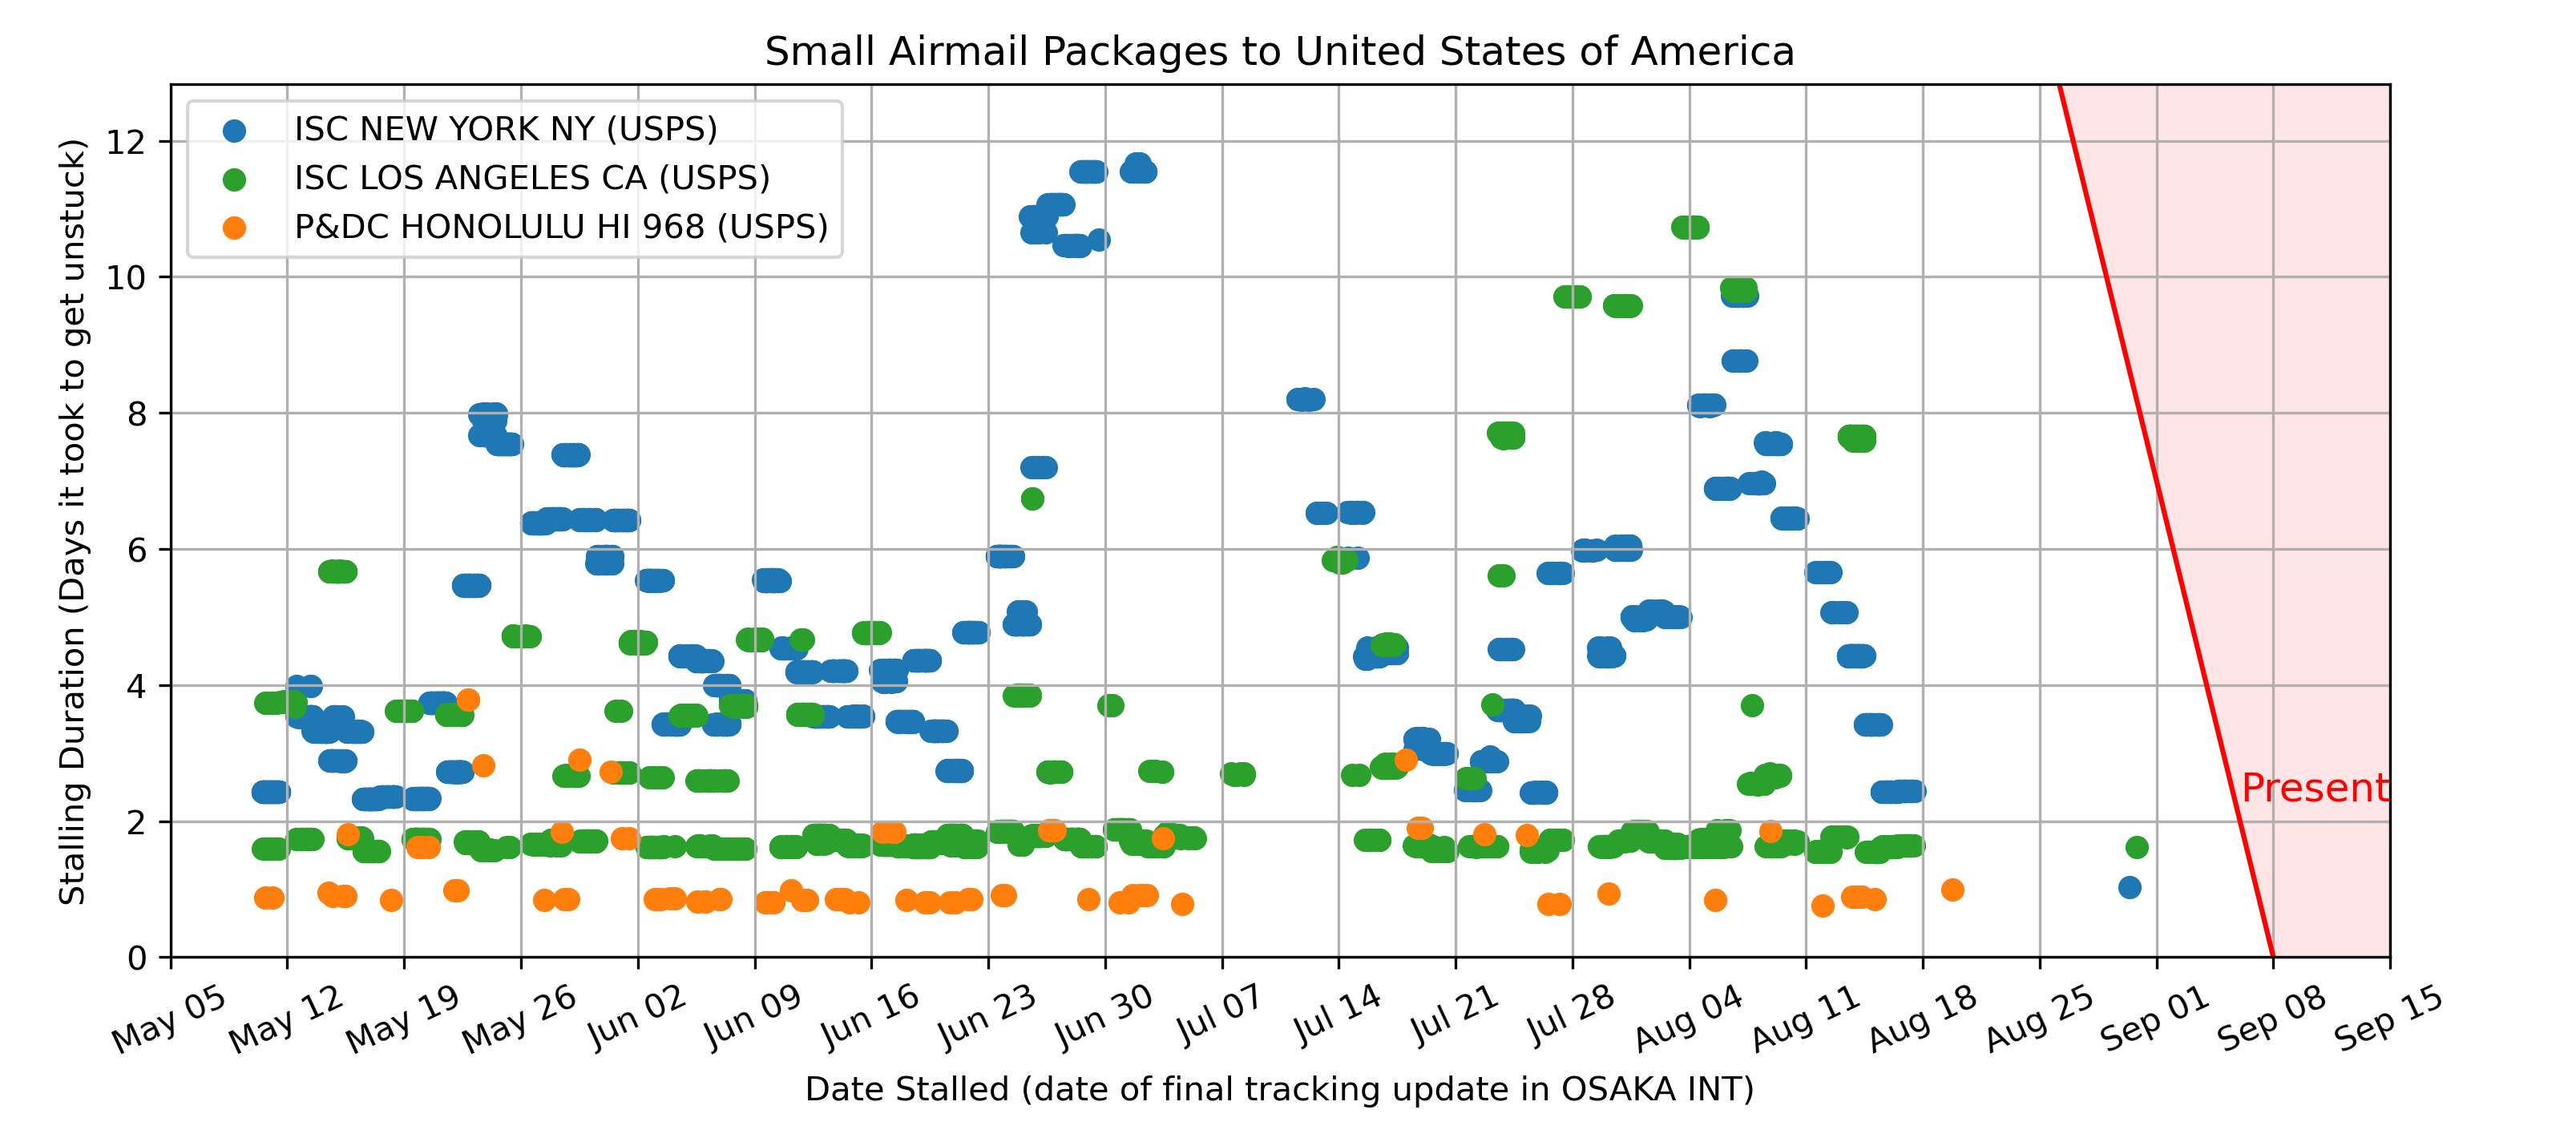 Small Airmail Packages to United States of America
ISC NEW YORK NY (USPS)
ISC LOS ANGELES CA (USPS)
P&DC HONOLULU HI 968 (USPS)
Stalling Duration (Days it took to get unstuck)
12
10
8
6
4
2
0
Present
May 05
May 12
May 19
May 26
Jun 02
Jun 09
Jun 16
Jun 23
Jun 30
Jul 07
Jul 14
Jul 21
Jul 28
Aug 04
Aug 11
Aug 18
Aug 25
Sep 01
Sep 08
Sep 15
Date Stalled (date of final tracking update in OSAKA INT)